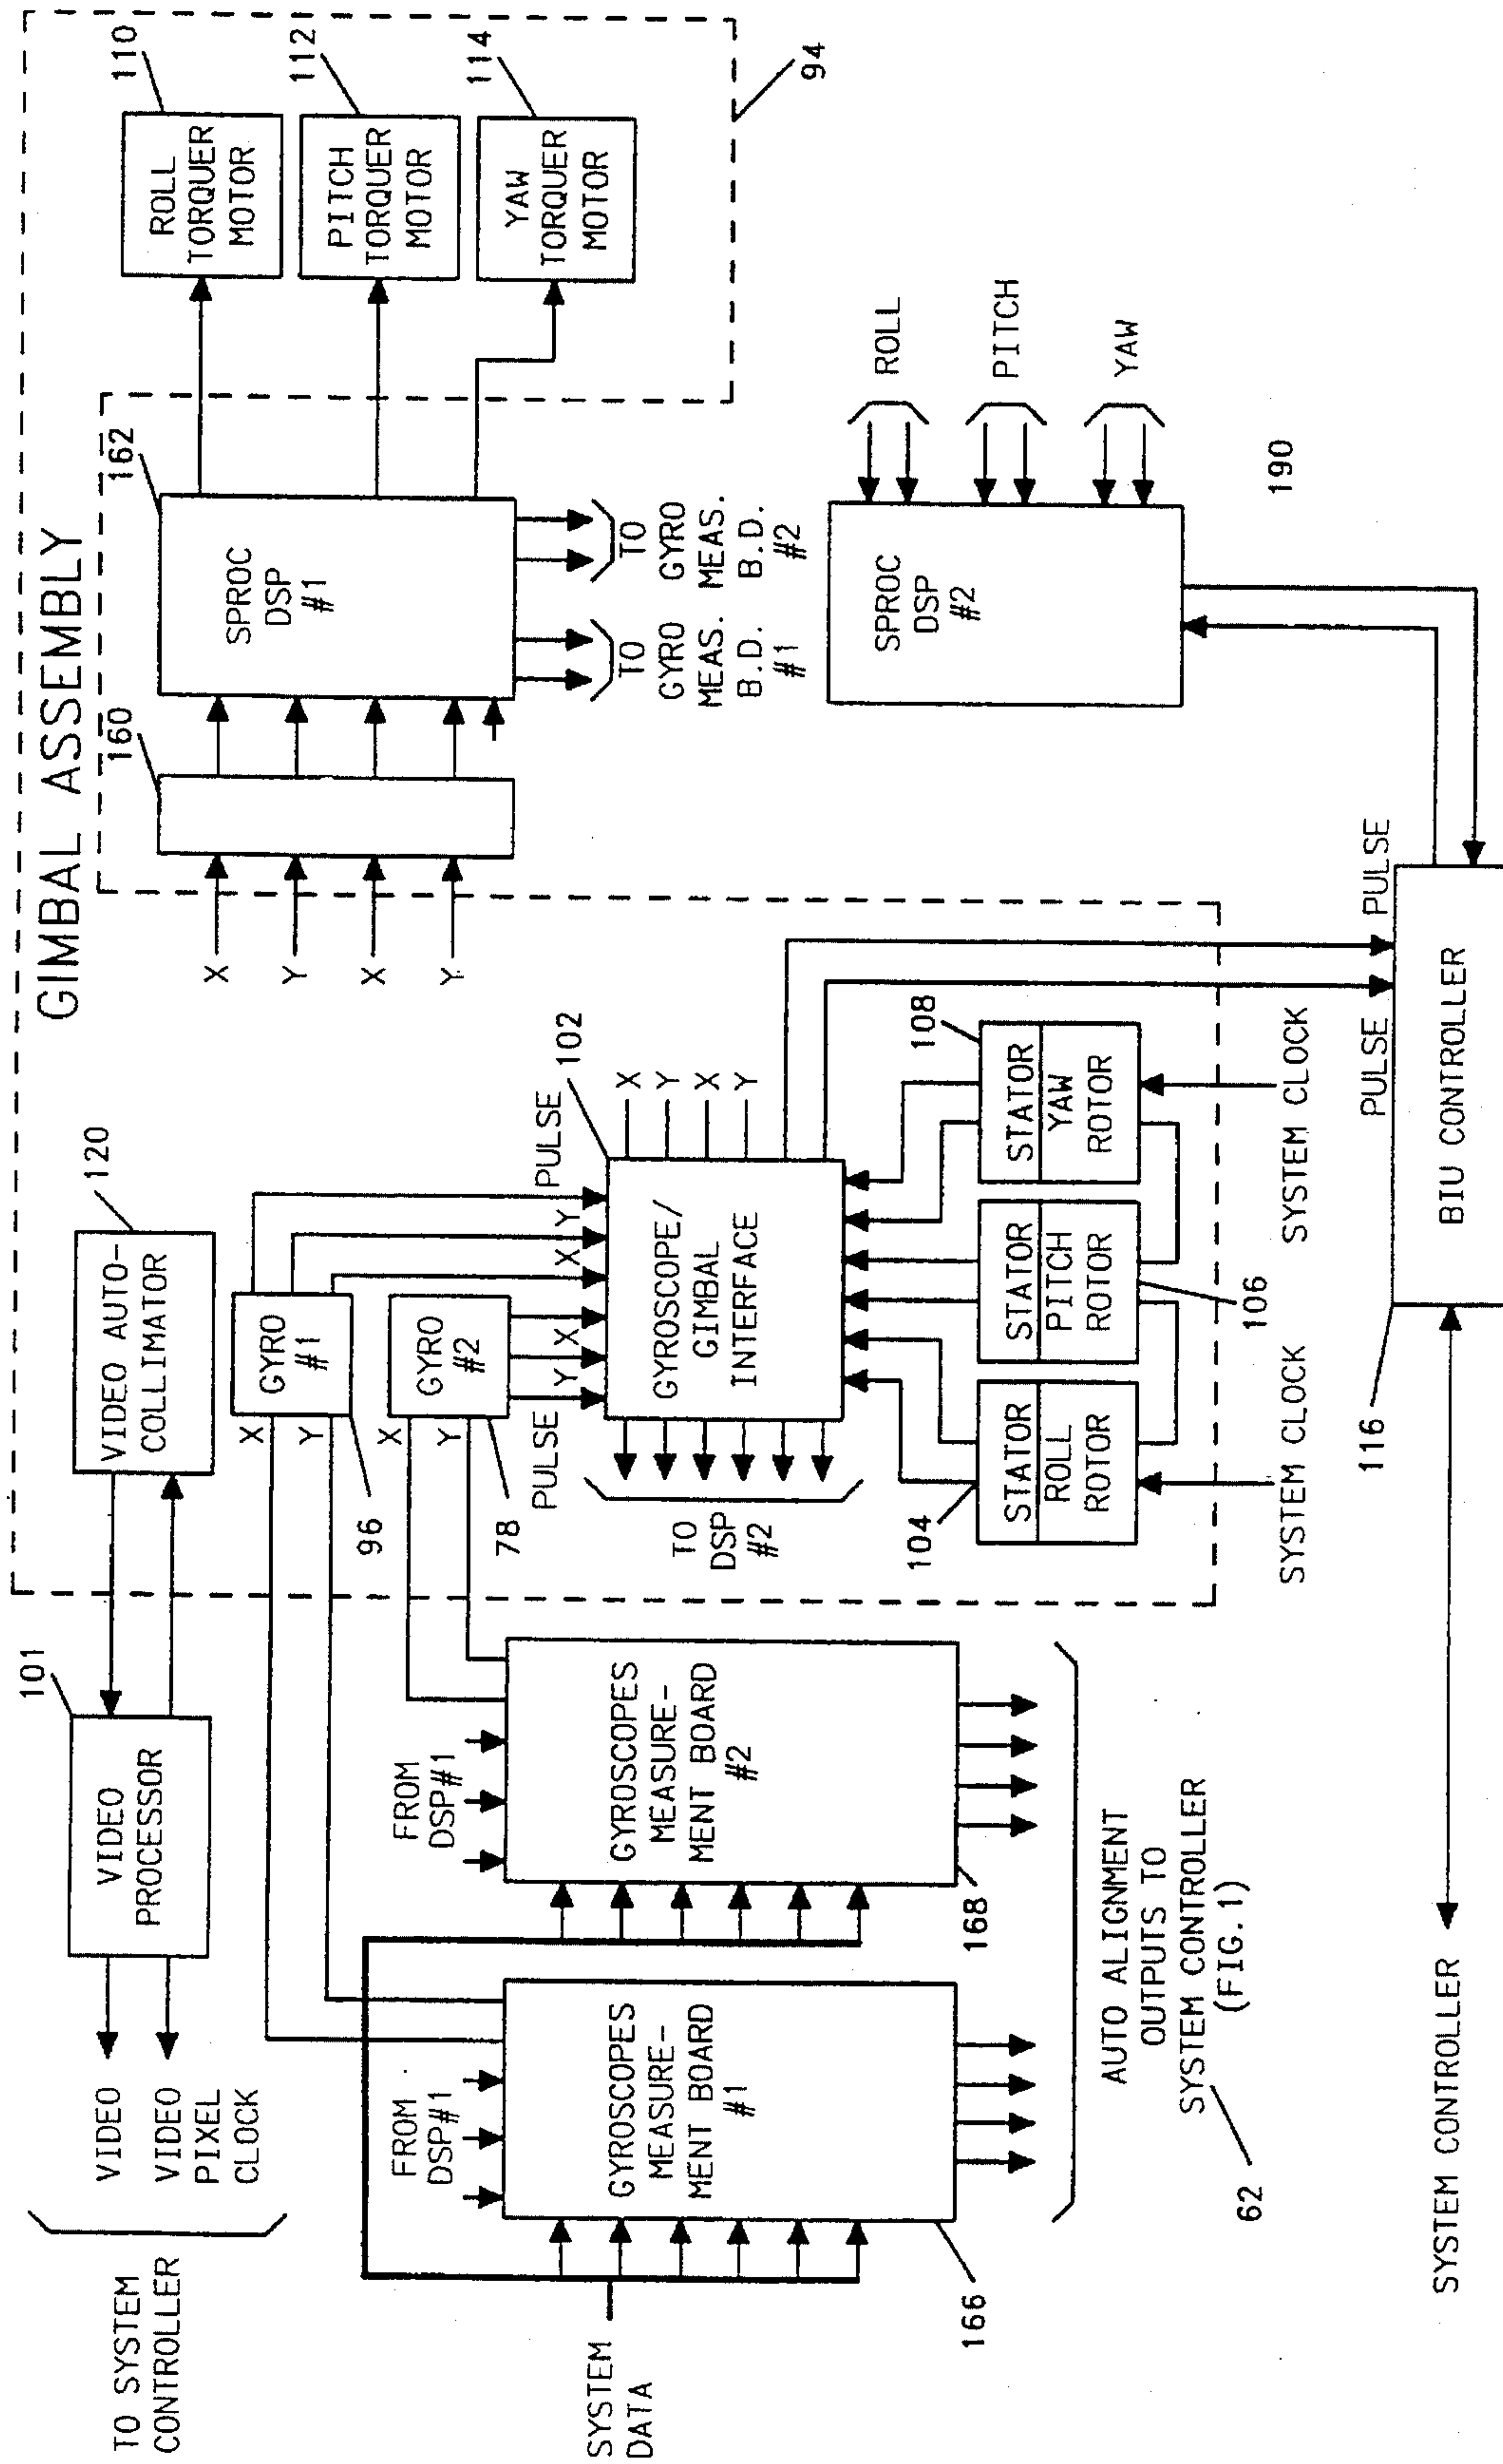 GIMBAL ASSEMBLY
TO SYSTEM
CONTROLLER
VIDEO
VIDEO
PIXEL
CLOCK
101
VIDEO
PROCESSOR
120
VIDEO AUTO-
COLLIMATOR
X
Y
GYRO
#1
96
X
Y
GYRO
#2
78
PULSE
Y
X
X
Y
PULSE
102
GYROSCOPE/
GIMBAL
INTERFACE
X
Y
X
Y
TO
DSP
#2
104
STATOR
ROLL
ROTOR
STATOR
PITCH
ROTOR
106
108
STATOR
YAW
ROTOR
SYSTEM CLOCK
SYSTEM CLOCK
X
Y
X
Y
160
162
SPROC
DSP
#1
TO
GYRO
MEAS.
B.D.
#1
TO
GYRO
MEAS.
B.D.
#2
ROLL
TORQUER
MOTOR
110
PITCH
TORQUER
MOTOR
112
YAW
TORQUER
MOTOR
114
94
SPROC
DSP
#2
ROLL
PITCH
YAW
190
SYSTEM
DATA
FROM
DSP#1
GYROSCOPES
MEASURE-
MENT BOARD
#1
166
FROM
DSP#1
GYROSCOPES
MEASURE-
MENT BOARD
#2
168
AUTO ALIGNMENT
OUTPUTS TO
SYSTEM CONTROLLER
(FIG.1)
62
SYSTEM CONTROLLER
116
PULSE
PULSE
BIU CONTROLLER